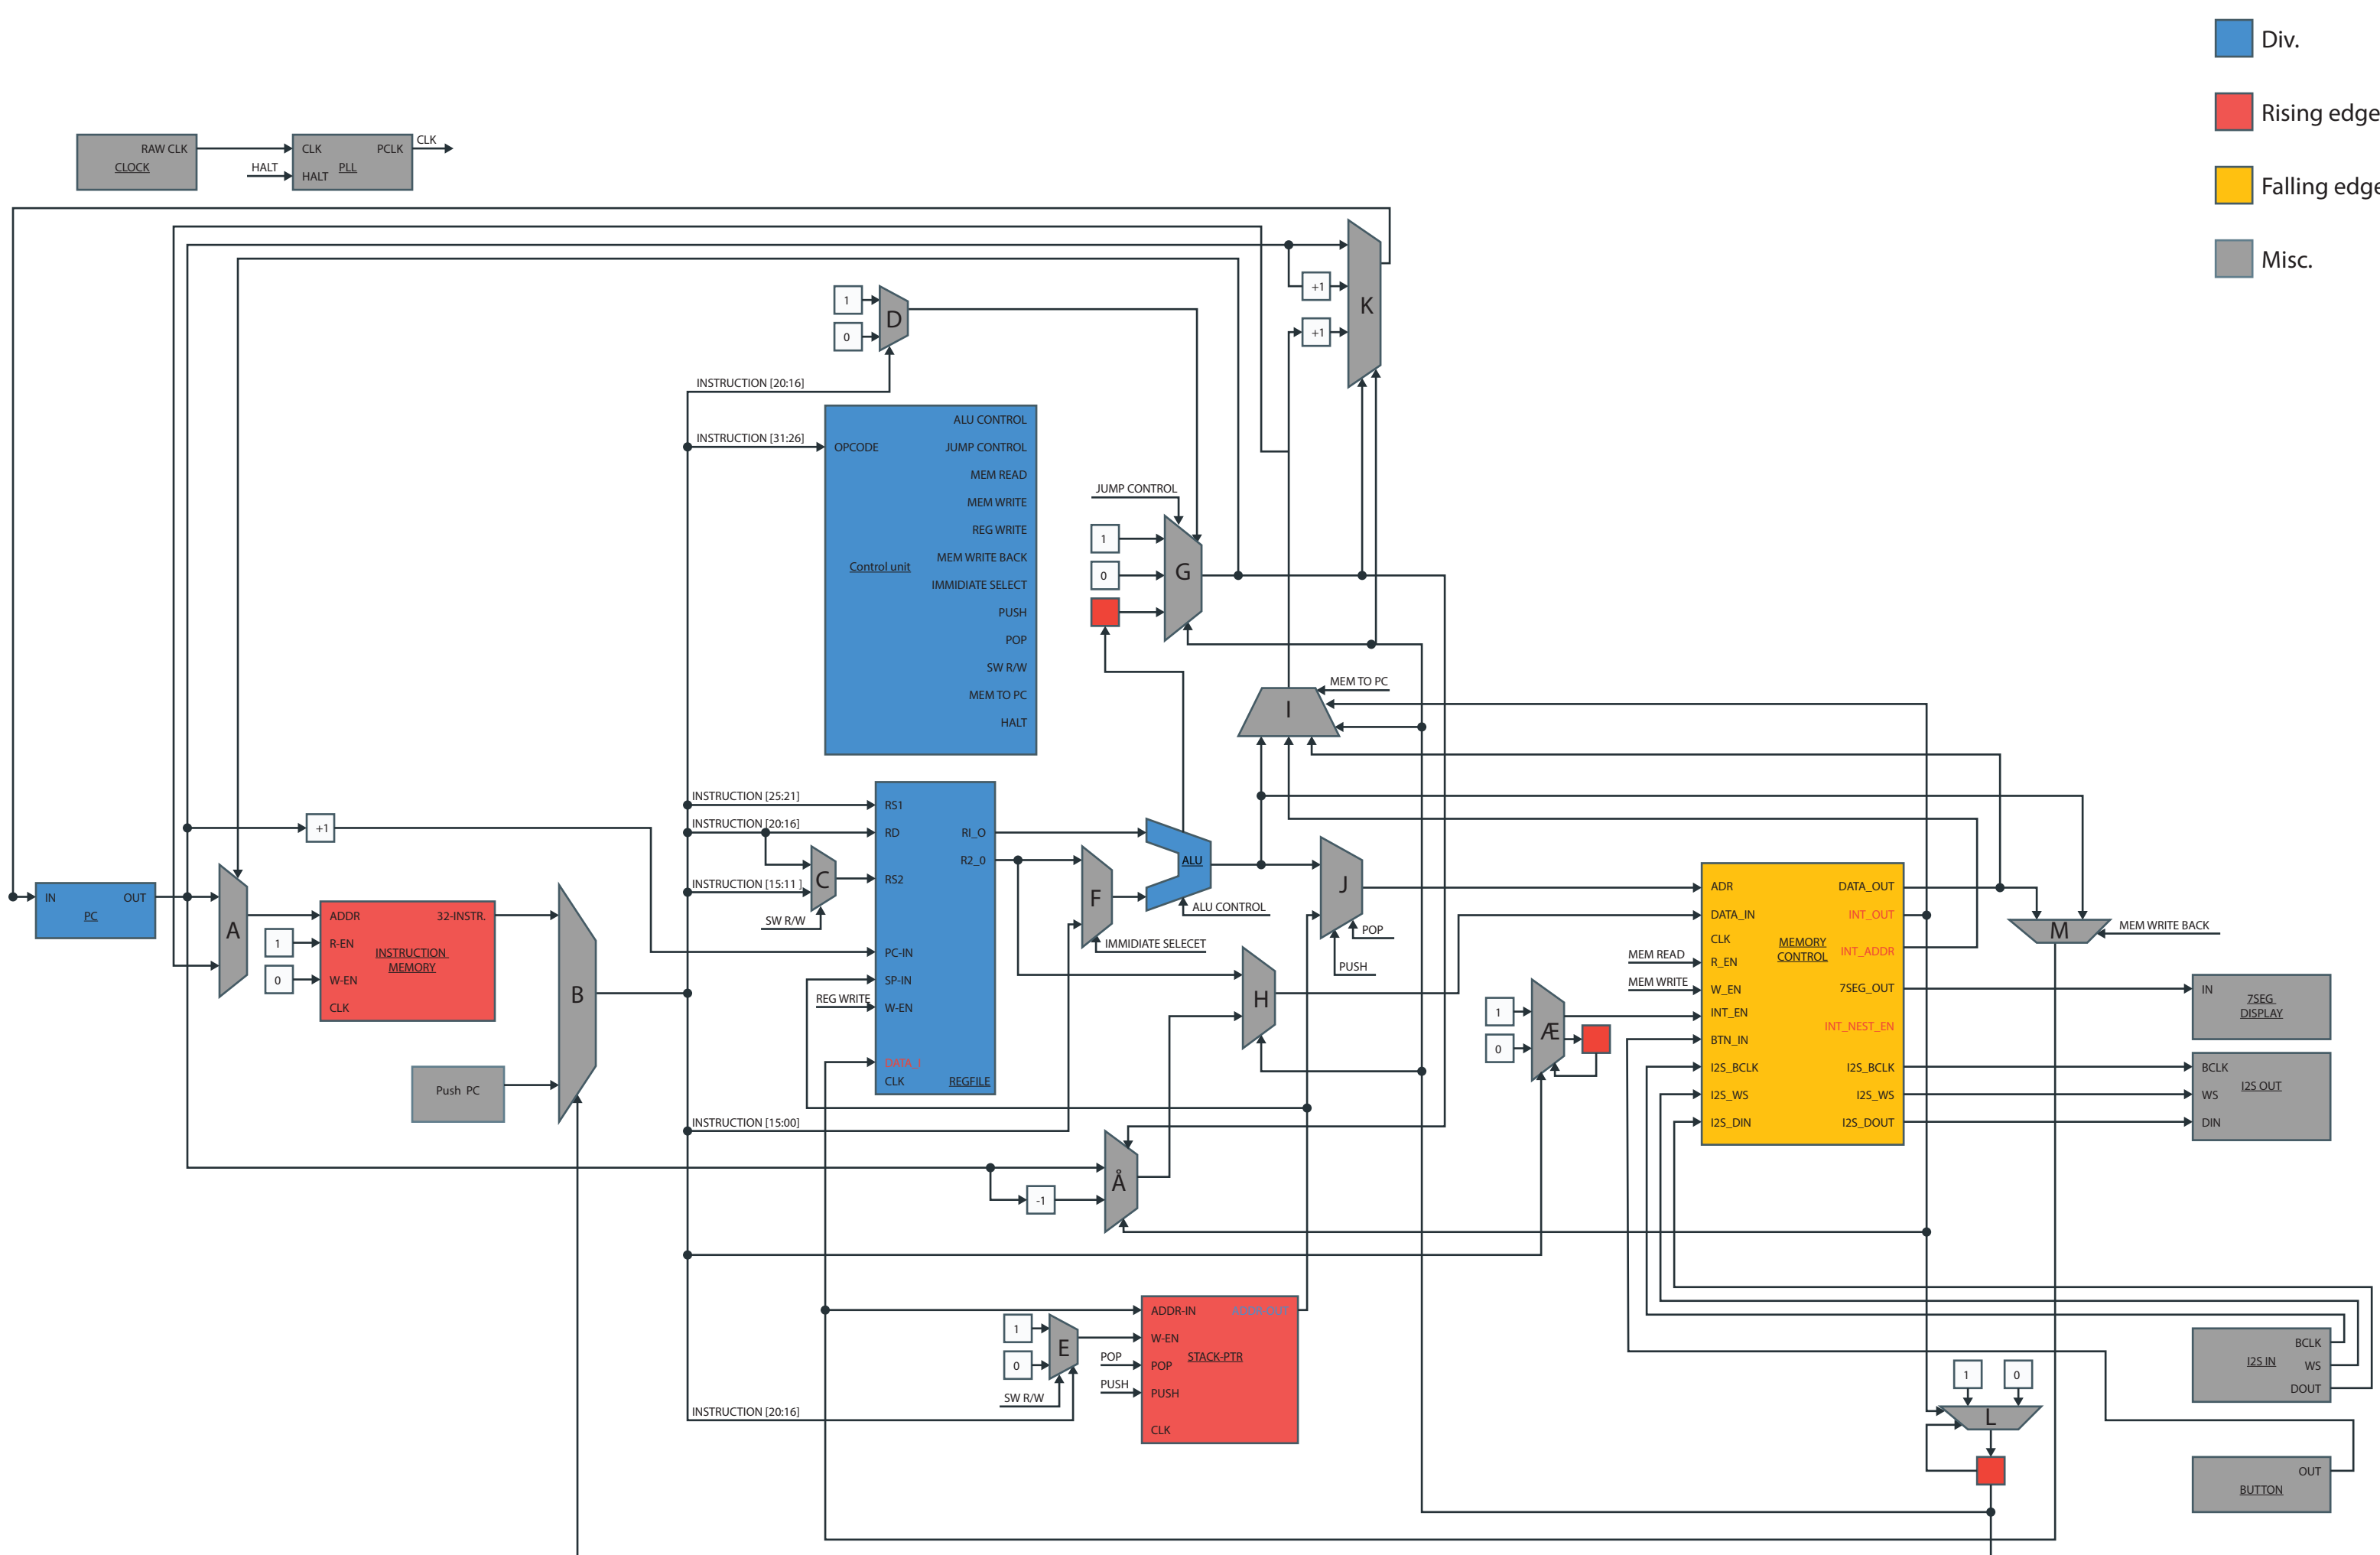 Div.
Rising edge
Falling edge
Misc.
RAW CLK
CLOCK
CLK
PCLK
HALT
PLL
HALT
CLK
K
+1
+1
1
0
D
INSTRUCTION [20:16]
INSTRUCTION [31:26]
OPCODE
Control unit
ALU CONTROL
JUMP CONTROL
MEM READ
MEM WRITE
REG WRITE
MEM WRITE BACK
IMMIDIATE SELECT
PUSH
POP
SW R/W
MEM TO PC
HALT
JUMP CONTROL
1
0
G
MEM TO PC
I
+1
IN
OUT
PC
A
1
0
ADDR
32-INSTR.
R-EN
INSTRUCTION
MEMORY
W-EN
CLK
Push PC
B
INSTRUCTION [25:21]
INSTRUCTION [20:16]
INSTRUCTION [15:11 ]
C
SW R/W
REG WRITE
RS1
RD
RI_O
R2_0
RS2
PC-IN
SP-IN
W-EN
DATA_I
CLK
REGFILE
INSTRUCTION [15:00]
F
IMMIDIATE SELECET
ALU
ALU CONTROL
J
POP
PUSH
H
Å
-1
1
0
Æ
MEM READ
MEM WRITE
ADR
DATA_OUT
DATA_IN
INT_OUT
CLK
MEMORY
CONTROL
INT_ADDR
R_EN
W_EN
7SEG_OUT
INT_EN
INT_NEST_EN
BTN_IN
I2S_BCLK
I2S_BCLK
I2S_WS
I2S_WS
I2S_DIN
I2S_DOUT
M
MEM WRITE BACK
IN
7SEG
DISPLAY
BCLK
I2S OUT
WS
DIN
1
0
E
SW R/W
INSTRUCTION [20:16]
POP
PUSH
ADDR-IN
ADDR-OUT
W-EN
STACK-PTR
POP
PUSH
CLK
1
0
L
BCLK
I2S IN
WS
DOUT
OUT
BUTTON